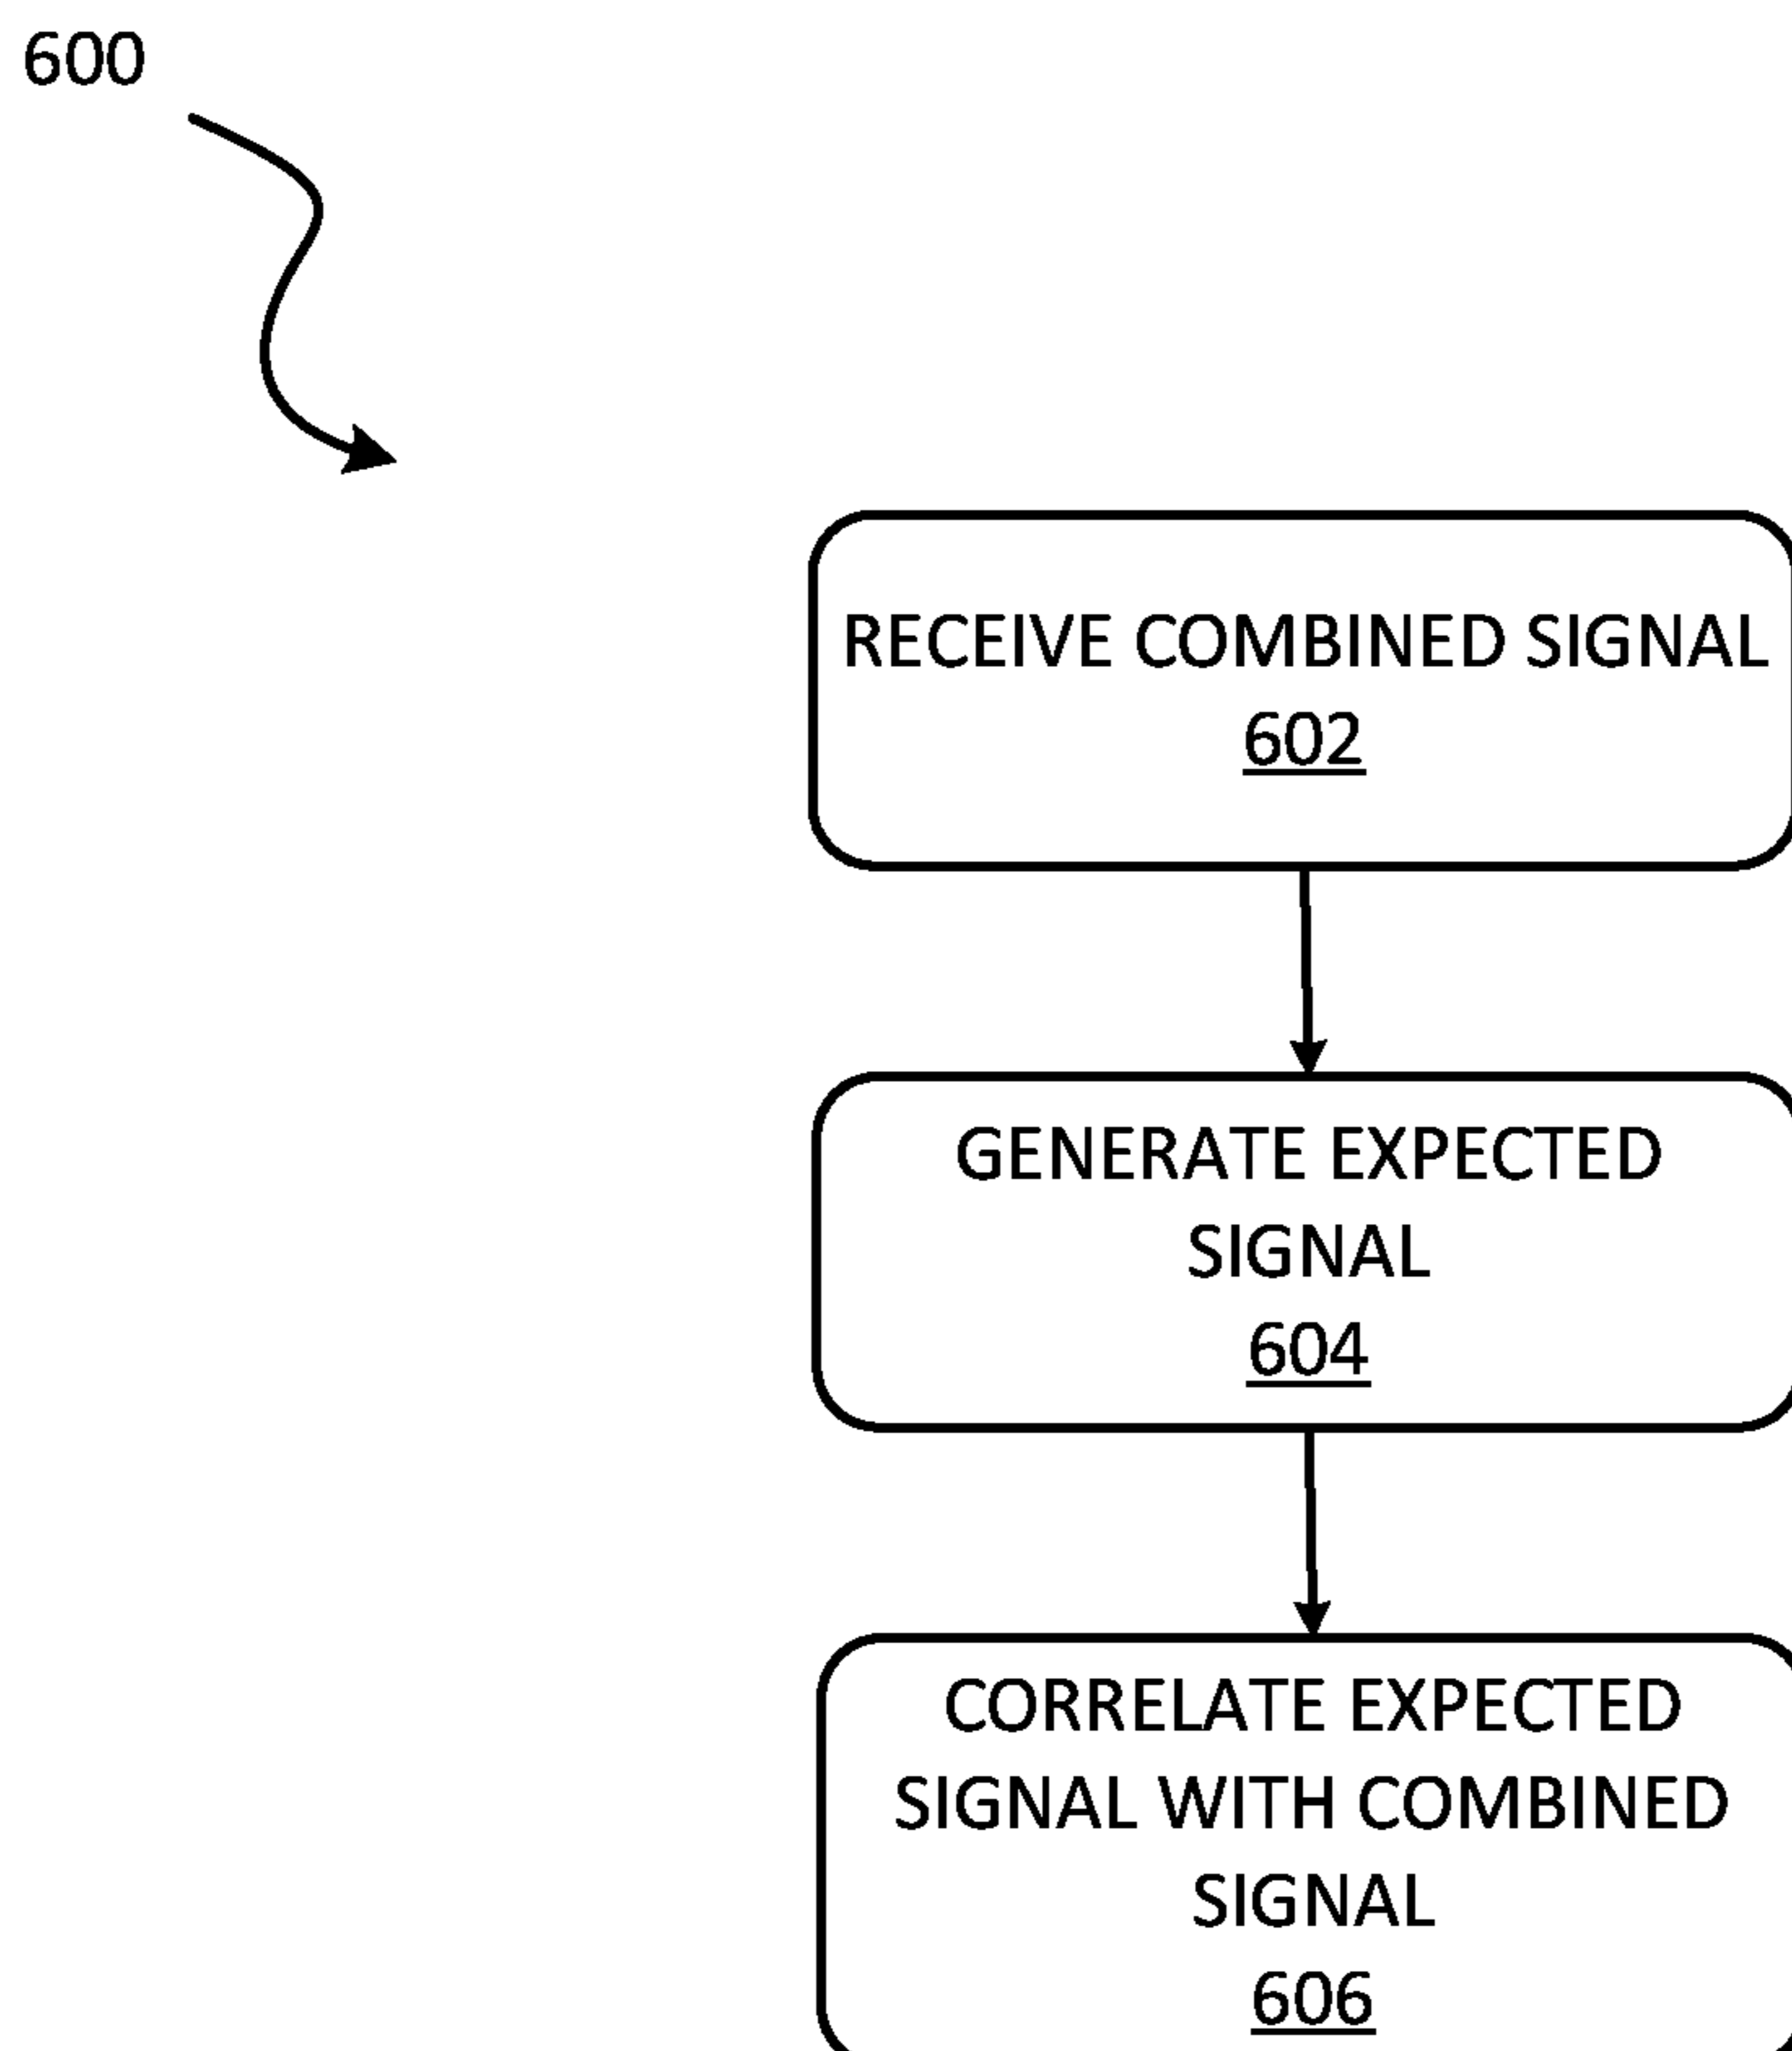 600
RECEIVE COMBINED SIGNAL
602
GENERATE EXPECTED
SIGNAL
604
CORRELATE EXPECTED
SIGNAL WITH COMBINED
SIGNAL
606